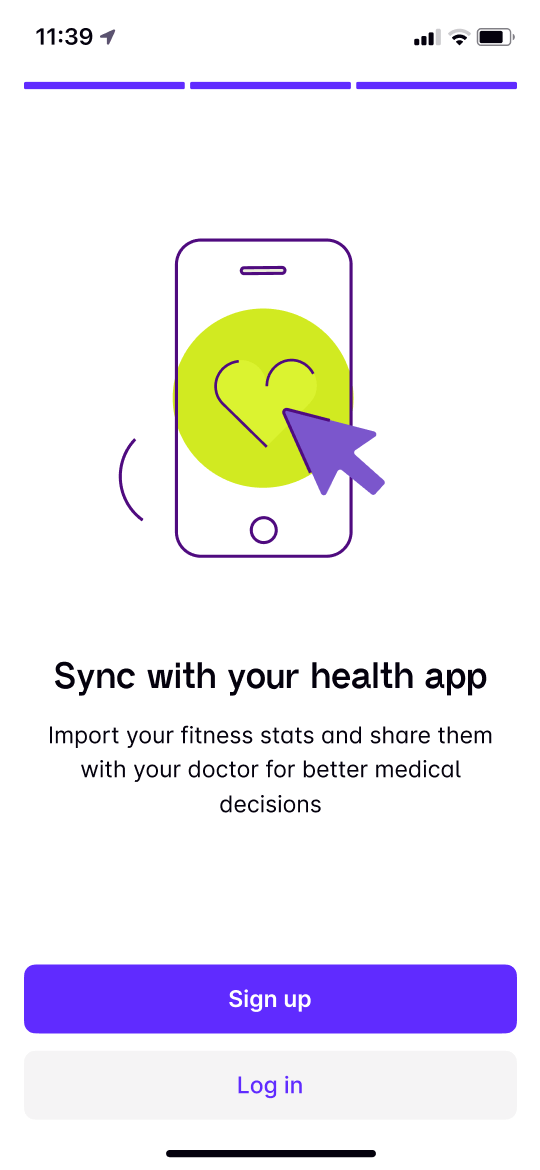 11:39
Sync with your health app
Import your fitness stats and share them
with your doctor for better medical
decisions
Sign up
Log in